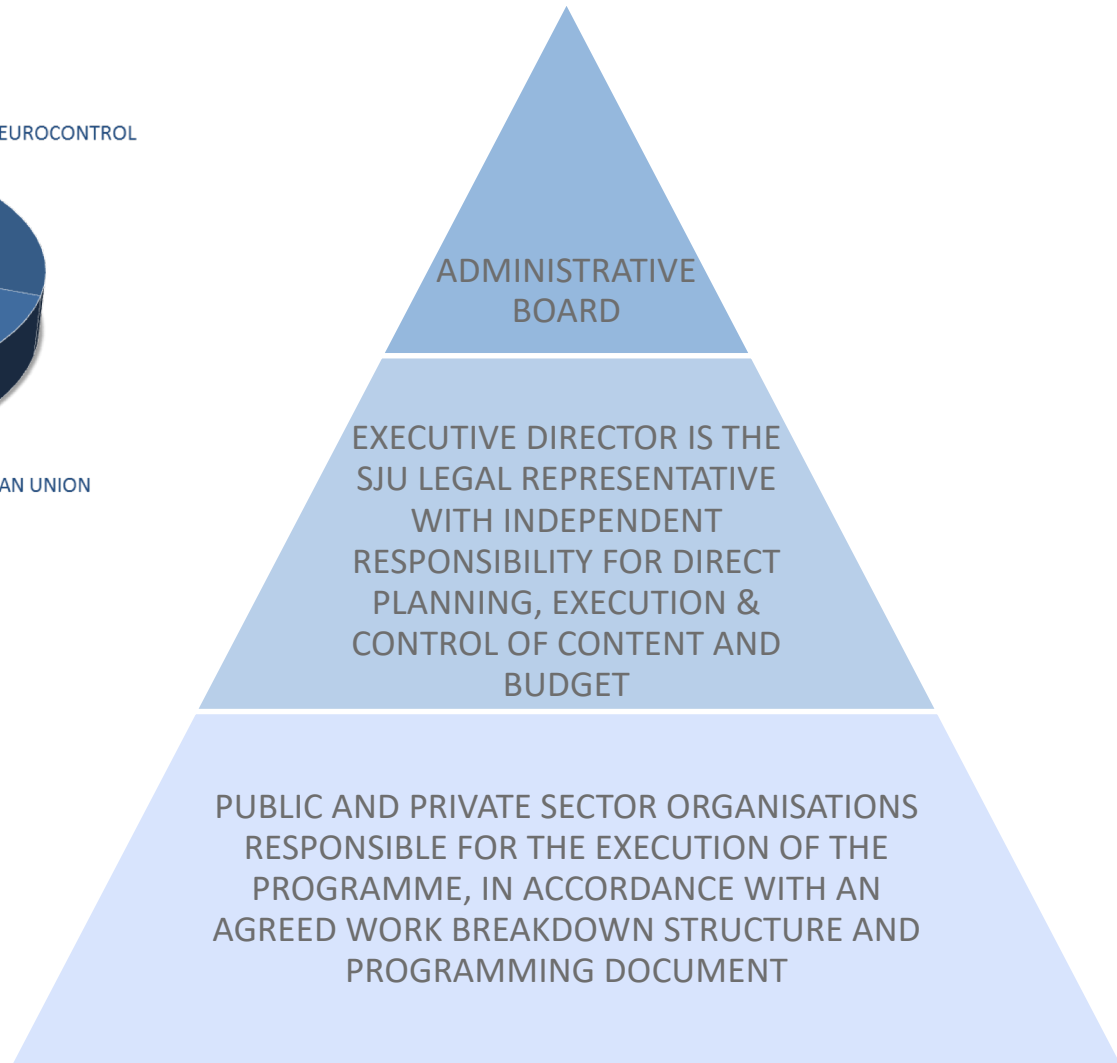 EUROCONTROL
AN UNION
ADMINISTRATIVE
BOARD
EXECUTIVE DIRECTOR IS THE
SJU LEGAL REPRESENTATIVE
WITH INDEPENDENT
RESPONSIBILITY FOR DIRECT
PLANNING, EXECUTION &
CONTROL OF CONTENT AND
BUDGET
PUBLIC AND PRIVATE SECTOR ORGANISATIONS
RESPONSIBLE FOR THE EXECUTION OF THE
PROGRAMME, IN ACCORDANCE WITH AN
AGREED WORK BREAKDOWN STRUCTURE AND
PROGRAMMING DOCUMENT